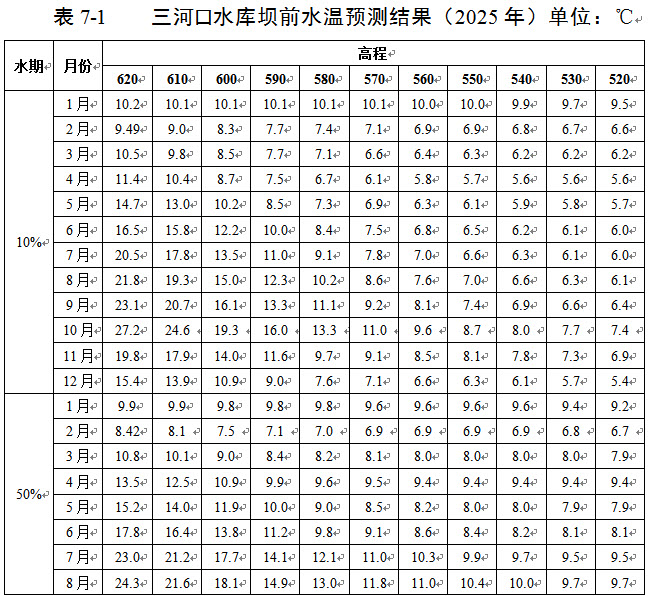 表 7-1 三河口水库坝前水温预测结果（2025 年）单位：℃
水期 月份 高程
620 610 600 590 580 570 560 550 540 530 520
10%
1 月 10.2 10.1 10.1 10.1 10.1 10.1 10.0 10.0 9.9 9.7 9.5
2 月 9.49 9.0 8.3 7.7 7.4 7.1 6.9 6.9 6.8 6.7 6.6
3 月 10.5 9.8 8.5 7.7 7.1 6.6 6.4 6.3 6.2 6.2 6.2
4 月 11.4 10.4 8.7 7.5 6.7 6.1 5.8 5.7 5.6 5.6 5.6
5 月 14.7 13.0 10.2 8.5 7.3 6.9 6.3 6.1 5.9 5.8 5.7
6 月 16.5 15.8 12.2 10.0 8.4 7.5 6.8 6.5 6.2 6.1 6.0
7 月 20.5 17.8 13.5 11.0 9.1 7.8 7.0 6.6 6.3 6.1 6.0
8 月 21.8 19.3 15.0 12.3 10.2 8.6 7.6 7.0 6.6 6.3 6.1
9 月 23.1 20.7 16.1 13.3 11.1 9.2 8.1 7.4 6.9 6.6 6.4
10 月 27.2 24.6 19.3 16.0 13.3 11.0 9.6 8.7 8.0 7.7 7.4
11 月 19.8 17.9 14.0 11.6 9.7 9.1 8.5 8.1 7.8 7.3 6.9
12 月 15.4 13.9 10.9 9.0 7.6 7.1 6.6 6.3 6.1 5.7 5.4
50%
1 月 9.9 9.9 9.8 9.8 9.8 9.6 9.6 9.6 9.6 9.4 9.2
2 月 8.42 8.1 7.5 7.1 7.0 6.9 6.9 6.9 6.9 6.8 6.7
3 月 10.8 10.1 9.0 8.4 8.2 8.1 8.0 8.0 8.0 8.0 7.9
4 月 13.5 12.5 10.9 9.9 9.6 9.5 9.4 9.4 9.4 9.4 9.4
5 月 15.2 14.0 11.9 10.0 9.0 8.5 8.2 8.0 8.0 7.9 7.9
6 月 17.8 16.4 13.8 11.2 9.8 9.1 8.6 8.4 8.2 8.1 8.1
7 月 23.0 21.2 17.7 14.1 12.1 11.0 10.3 9.9 9.7 9.5 9.5
8 月 24.3 21.6 18.1 14.9 13.0 11.8 11.0 10.4 10.0 9.7 9.7